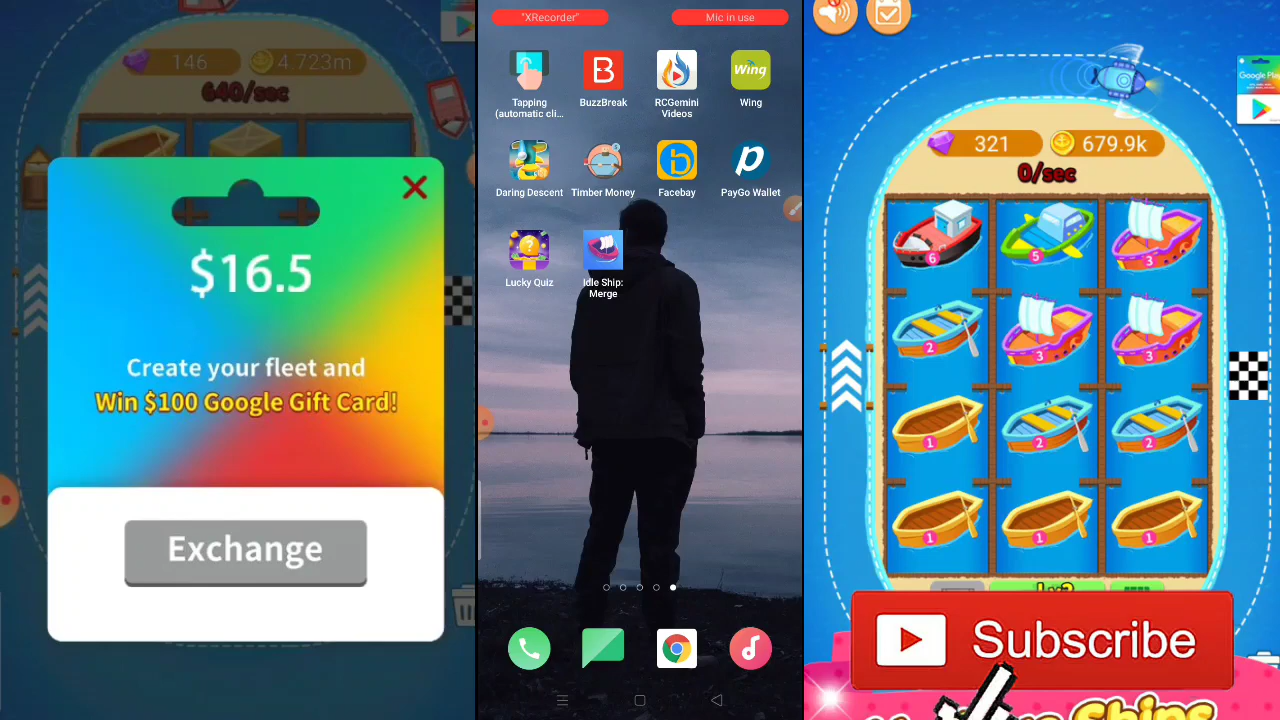 146
4.723m
640/sec
$16.5
Create your fleet and
Win $100 Google Gift Card!
Exchange
"XRecorder"
Mic in use
Tapping
(automatic cli...
B
BuzzBreak
RCGemini
Videos
Wing
Wing
Daring Descent
Timber Money
b
Facebay
p
PayGo Wallet
?
Lucky Quiz
Idle Ship:
Merge
Google Play
321
679.9k
0/sec
6
5
3
2
3
3
1
2
2
1
1
1
Subscribe
Ships